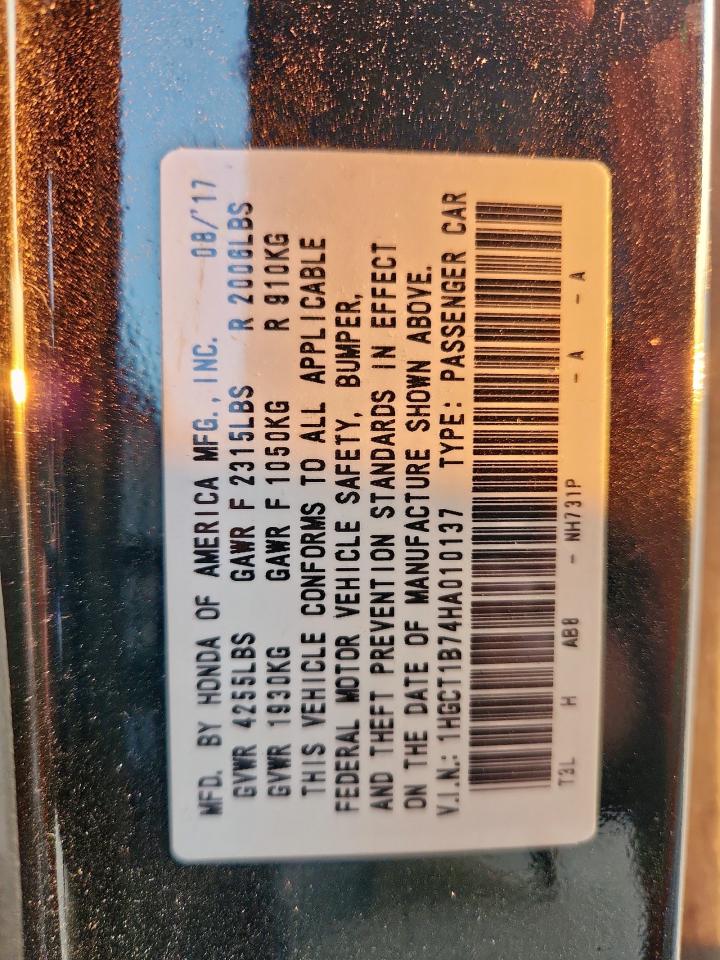 MFD. BY HONDA OF AMERICA MFG., INC. 08/'17
GVWR 4255LBS GAWR F 2315LBS R 2006LBS
GVWR 1930KG GAWR F 1050KG R 910KG
THIS VEHICLE CONFORMS TO ALL APPLICABLE
FEDERAL MOTOR VEHICLE SAFETY, BUMPER,
AND THEFT PREVENTION STANDARDS IN EFFECT
ON THE DATE OF MANUFACTURE SHOWN ABOVE.
V.I.N.: 1HGCT1B74HA010137 TYPE: PASSENGER CAR
T3L H AB8 - NH731P - A - A